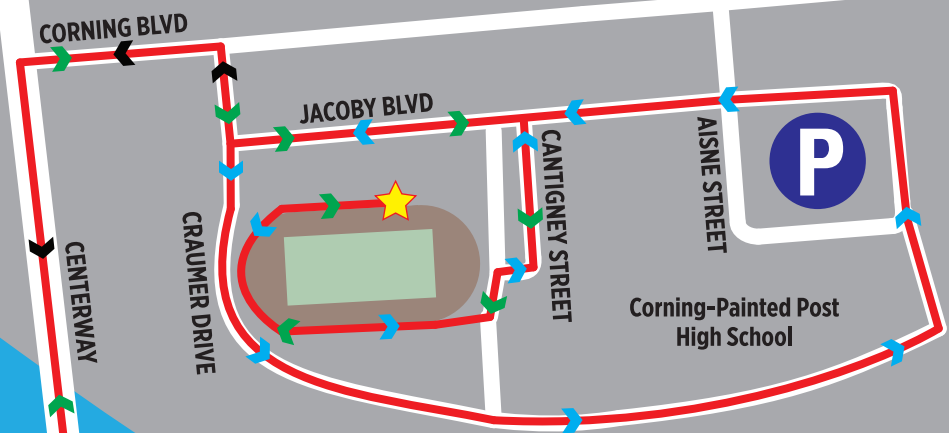 CORNING BLVD
JACOBY BLVD
CANTIGNEY STREET
AISNE STREET
P
CRAUMER DRIVE
CENTERWAY
Corning-Painted Post
High School